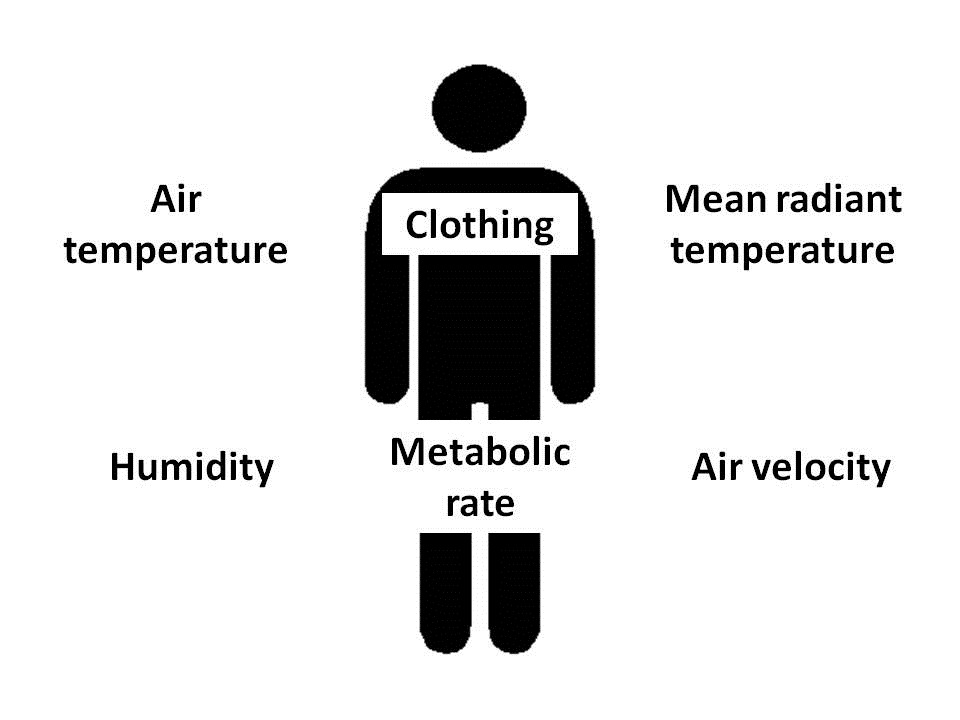 Air
temperature
Clothing
Mean radiant
temperature
Humidity
Metabolic
rate
Air velocity